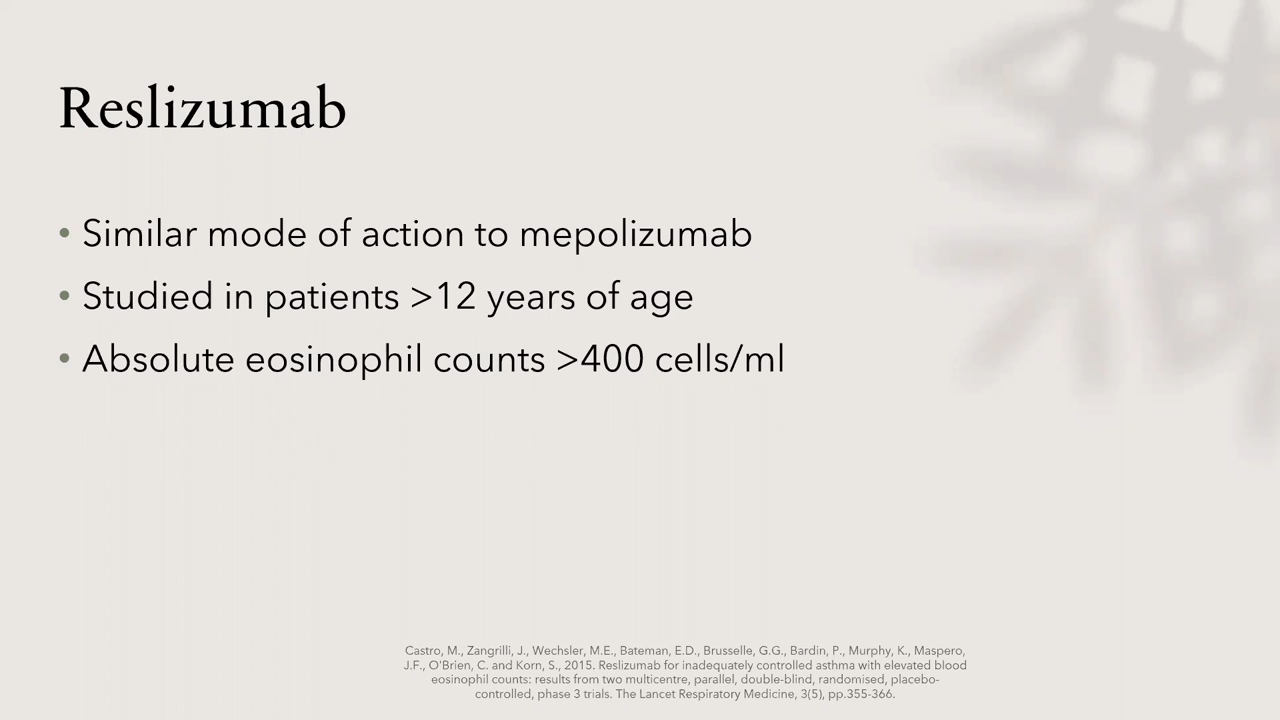 Reslizumab
• Similar mode of action to mepolizumab
• Studied in patients >12 years of age
• Absolute eosinophil counts >400 cells/ml
Castro, M., Zangrilli, J., Wechsler, M.E., Bateman, E.D., Brusselle, G.G., Bardin, P., Murphy, K., Maspero,
J.F., O'Brien, C. and Korn, S., 2015. Reslizumab for inadequately controlled asthma with elevated blood
eosinophil counts: results from two multicentre, parallel, double-blind, randomised, placebo-
controlled, phase 3 trials. The Lancet Respiratory Medicine, 3(5), pp.355-366.